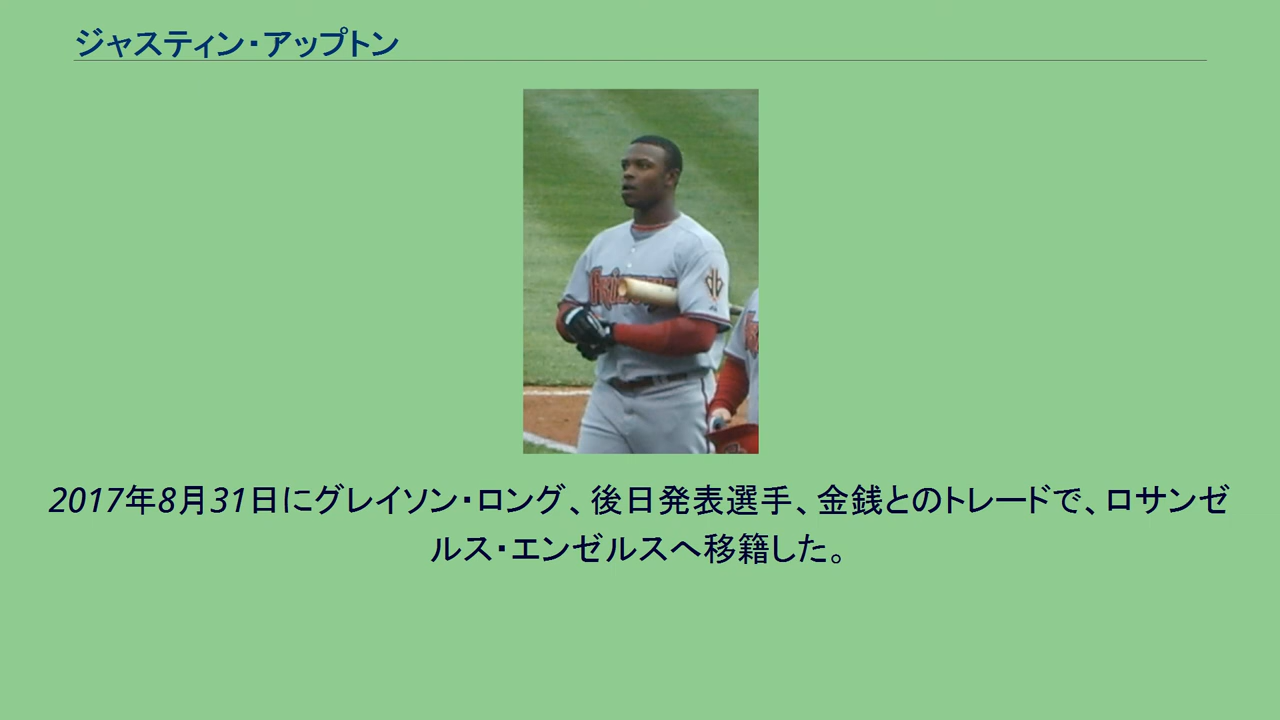 ジャスティン・アップトン
2017年8月31日にグレイソン・ロング、後日発表選手、金銭とのトレードで、ロサンゼ
ルス・エンゼルスへ移籍した。